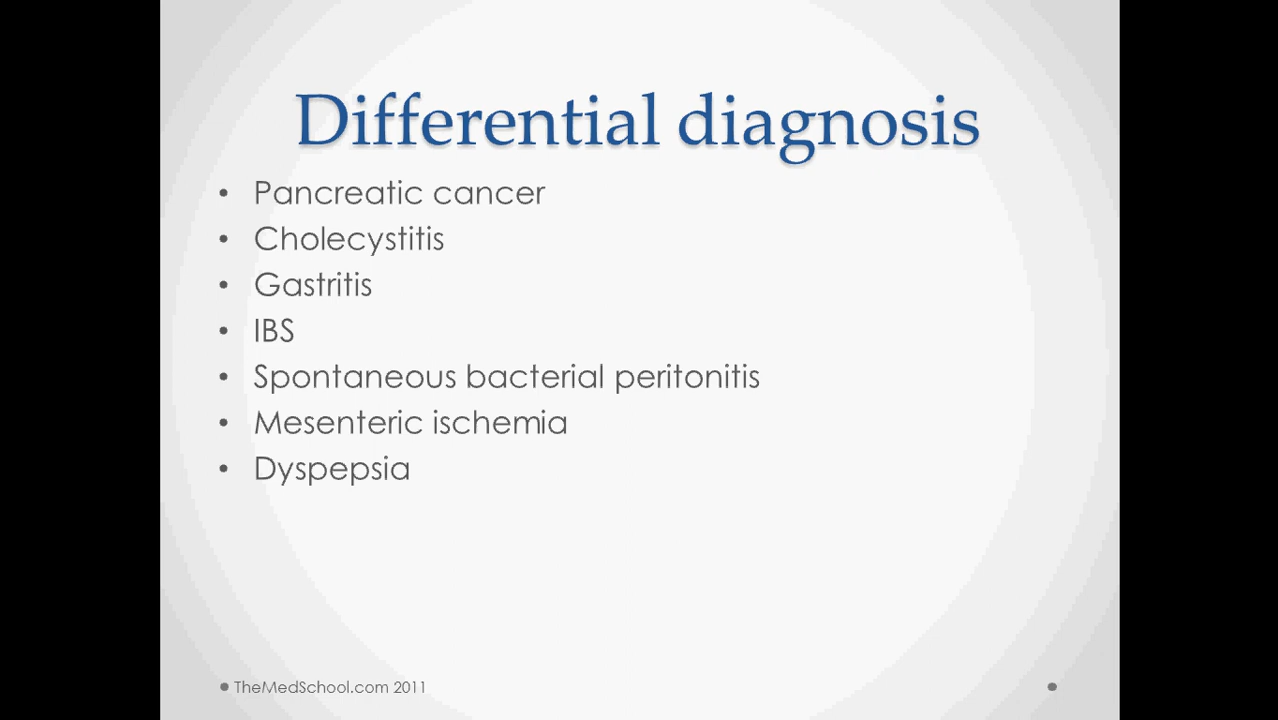 Differential diagnosis
• Pancreatic cancer
• Cholecystitis
• Gastritis
• IBS
• Spontaneous bacterial peritonitis
• Mesenteric ischemia
• Dyspepsia
• TheMedSchool.com 2011